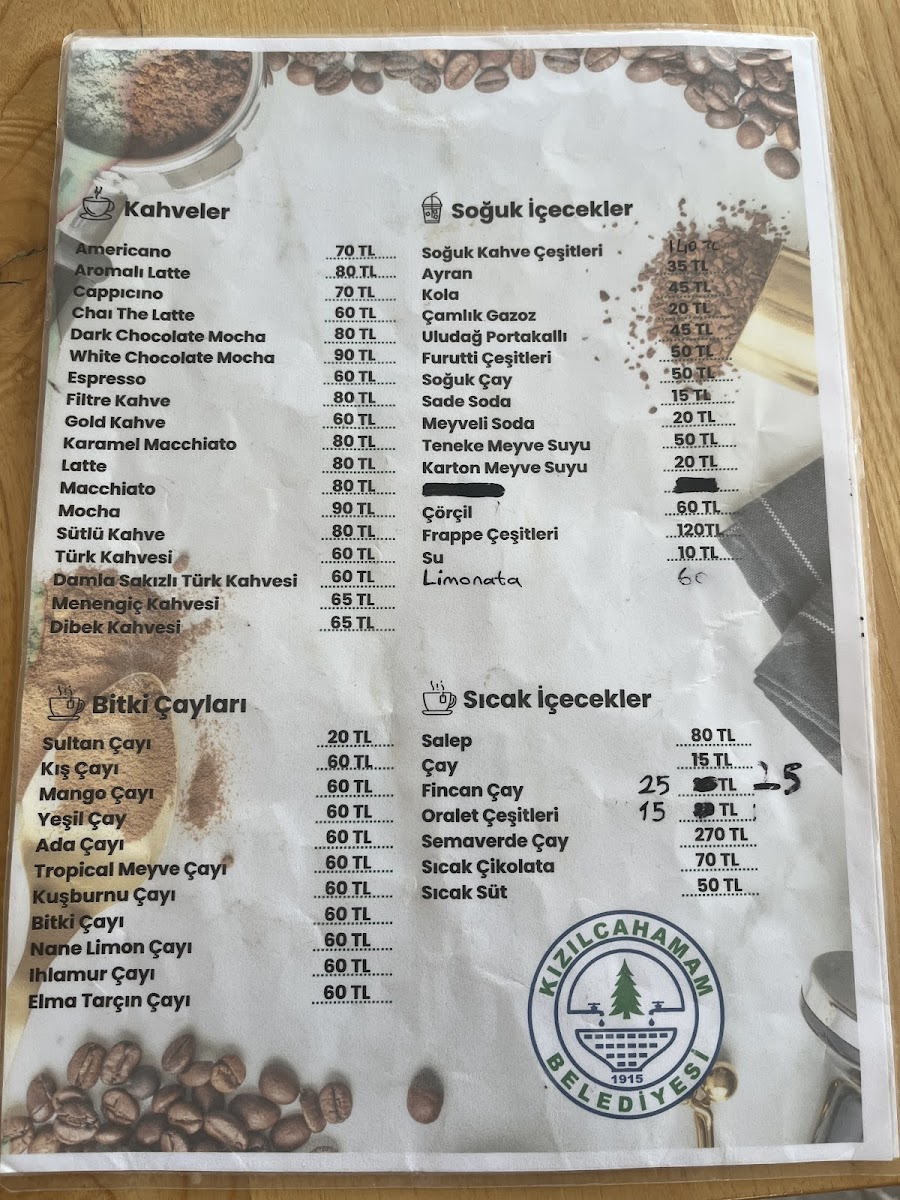 Kahveler
Americano 70 TL
Aromalı Latte 80 TL
Cappıcıno 70 TL
Chaı The Latte 60 TL
Dark Chocolate Mocha 80 TL
White Chocolate Mocha 90 TL
Espresso 60 TL
Filtre Kahve 80 TL
Gold Kahve 60 TL
Karamel Macchiato 80 TL
Latte 80 TL
Macchiato 80 TL
Mocha 90 TL
Sütlü Kahve 80 TL
Türk Kahvesi 60 TL
Damla Sakızlı Türk Kahvesi 60 TL
Menengiç Kahvesi 65 TL
Dibek Kahvesi 65 TL
Soğuk İçecekler
Soğuk Kahve Çeşitleri 140 TL
Ayran 35 TL
Kola 45 TL
Çamlık Gazoz 20 TL
Uludağ Portakallı 45 TL
Furutti Çeşitleri 50 TL
Soğuk Çay 50 TL
Sade Soda 15 TL
Meyveli Soda 20 TL
Teneke Meyve Suyu 50 TL
Karton Meyve Suyu 20 TL
Çörçil 60 TL
Frappe Çeşitleri 120TL
Su 10 TL
Limonata 60
Bitki Çayları
Sultan Çayı 20 TL
Kış Çayı 60 TL
Mango Çayı 60 TL
Yeşil Çay 60 TL
Ada Çayı 60 TL
Tropical Meyve Çayı 60 TL
Kuşburnu Çayı 60 TL
Bitki Çayı 60 TL
Nane Limon Çayı 60 TL
Ihlamur Çayı 60 TL
Elma Tarçın Çayı 60 TL
Sıcak İçecekler
Salep 80 TL
Çay 15 TL
Fincan Çay 25 TL 25
Oralet Çeşitleri 15 TL
Semaverde Çay 270 TL
Sıcak Çikolata 70 TL
Sıcak Süt 50 TL
KIZILCAHAMAM
1915
BELEDİYESİ